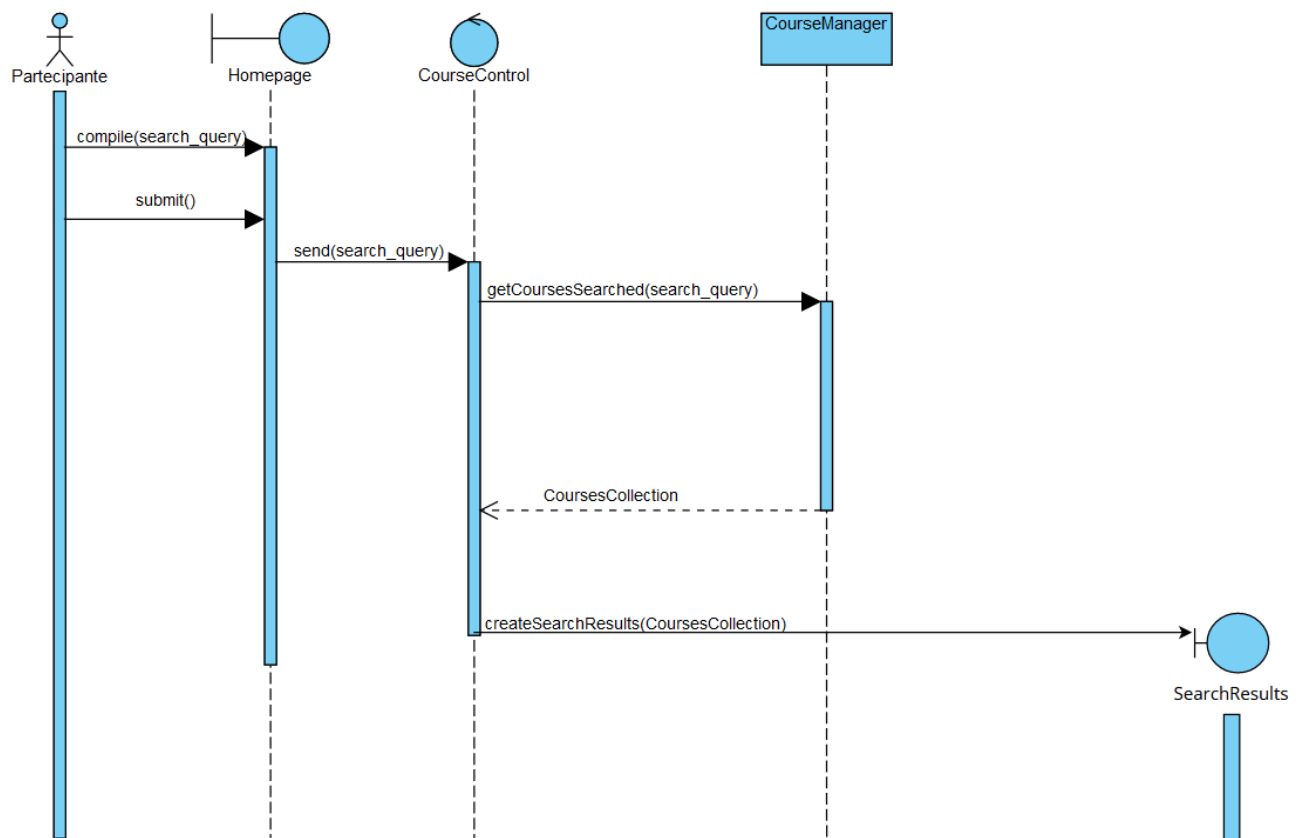 CourseManager
Partecipante
Homepage
CourseControl
compile(search_query)
submit()
send(search_query)
getCoursesSearched(search_query)
CoursesCollection
createSearchResults(CoursesCollection)
SearchResults